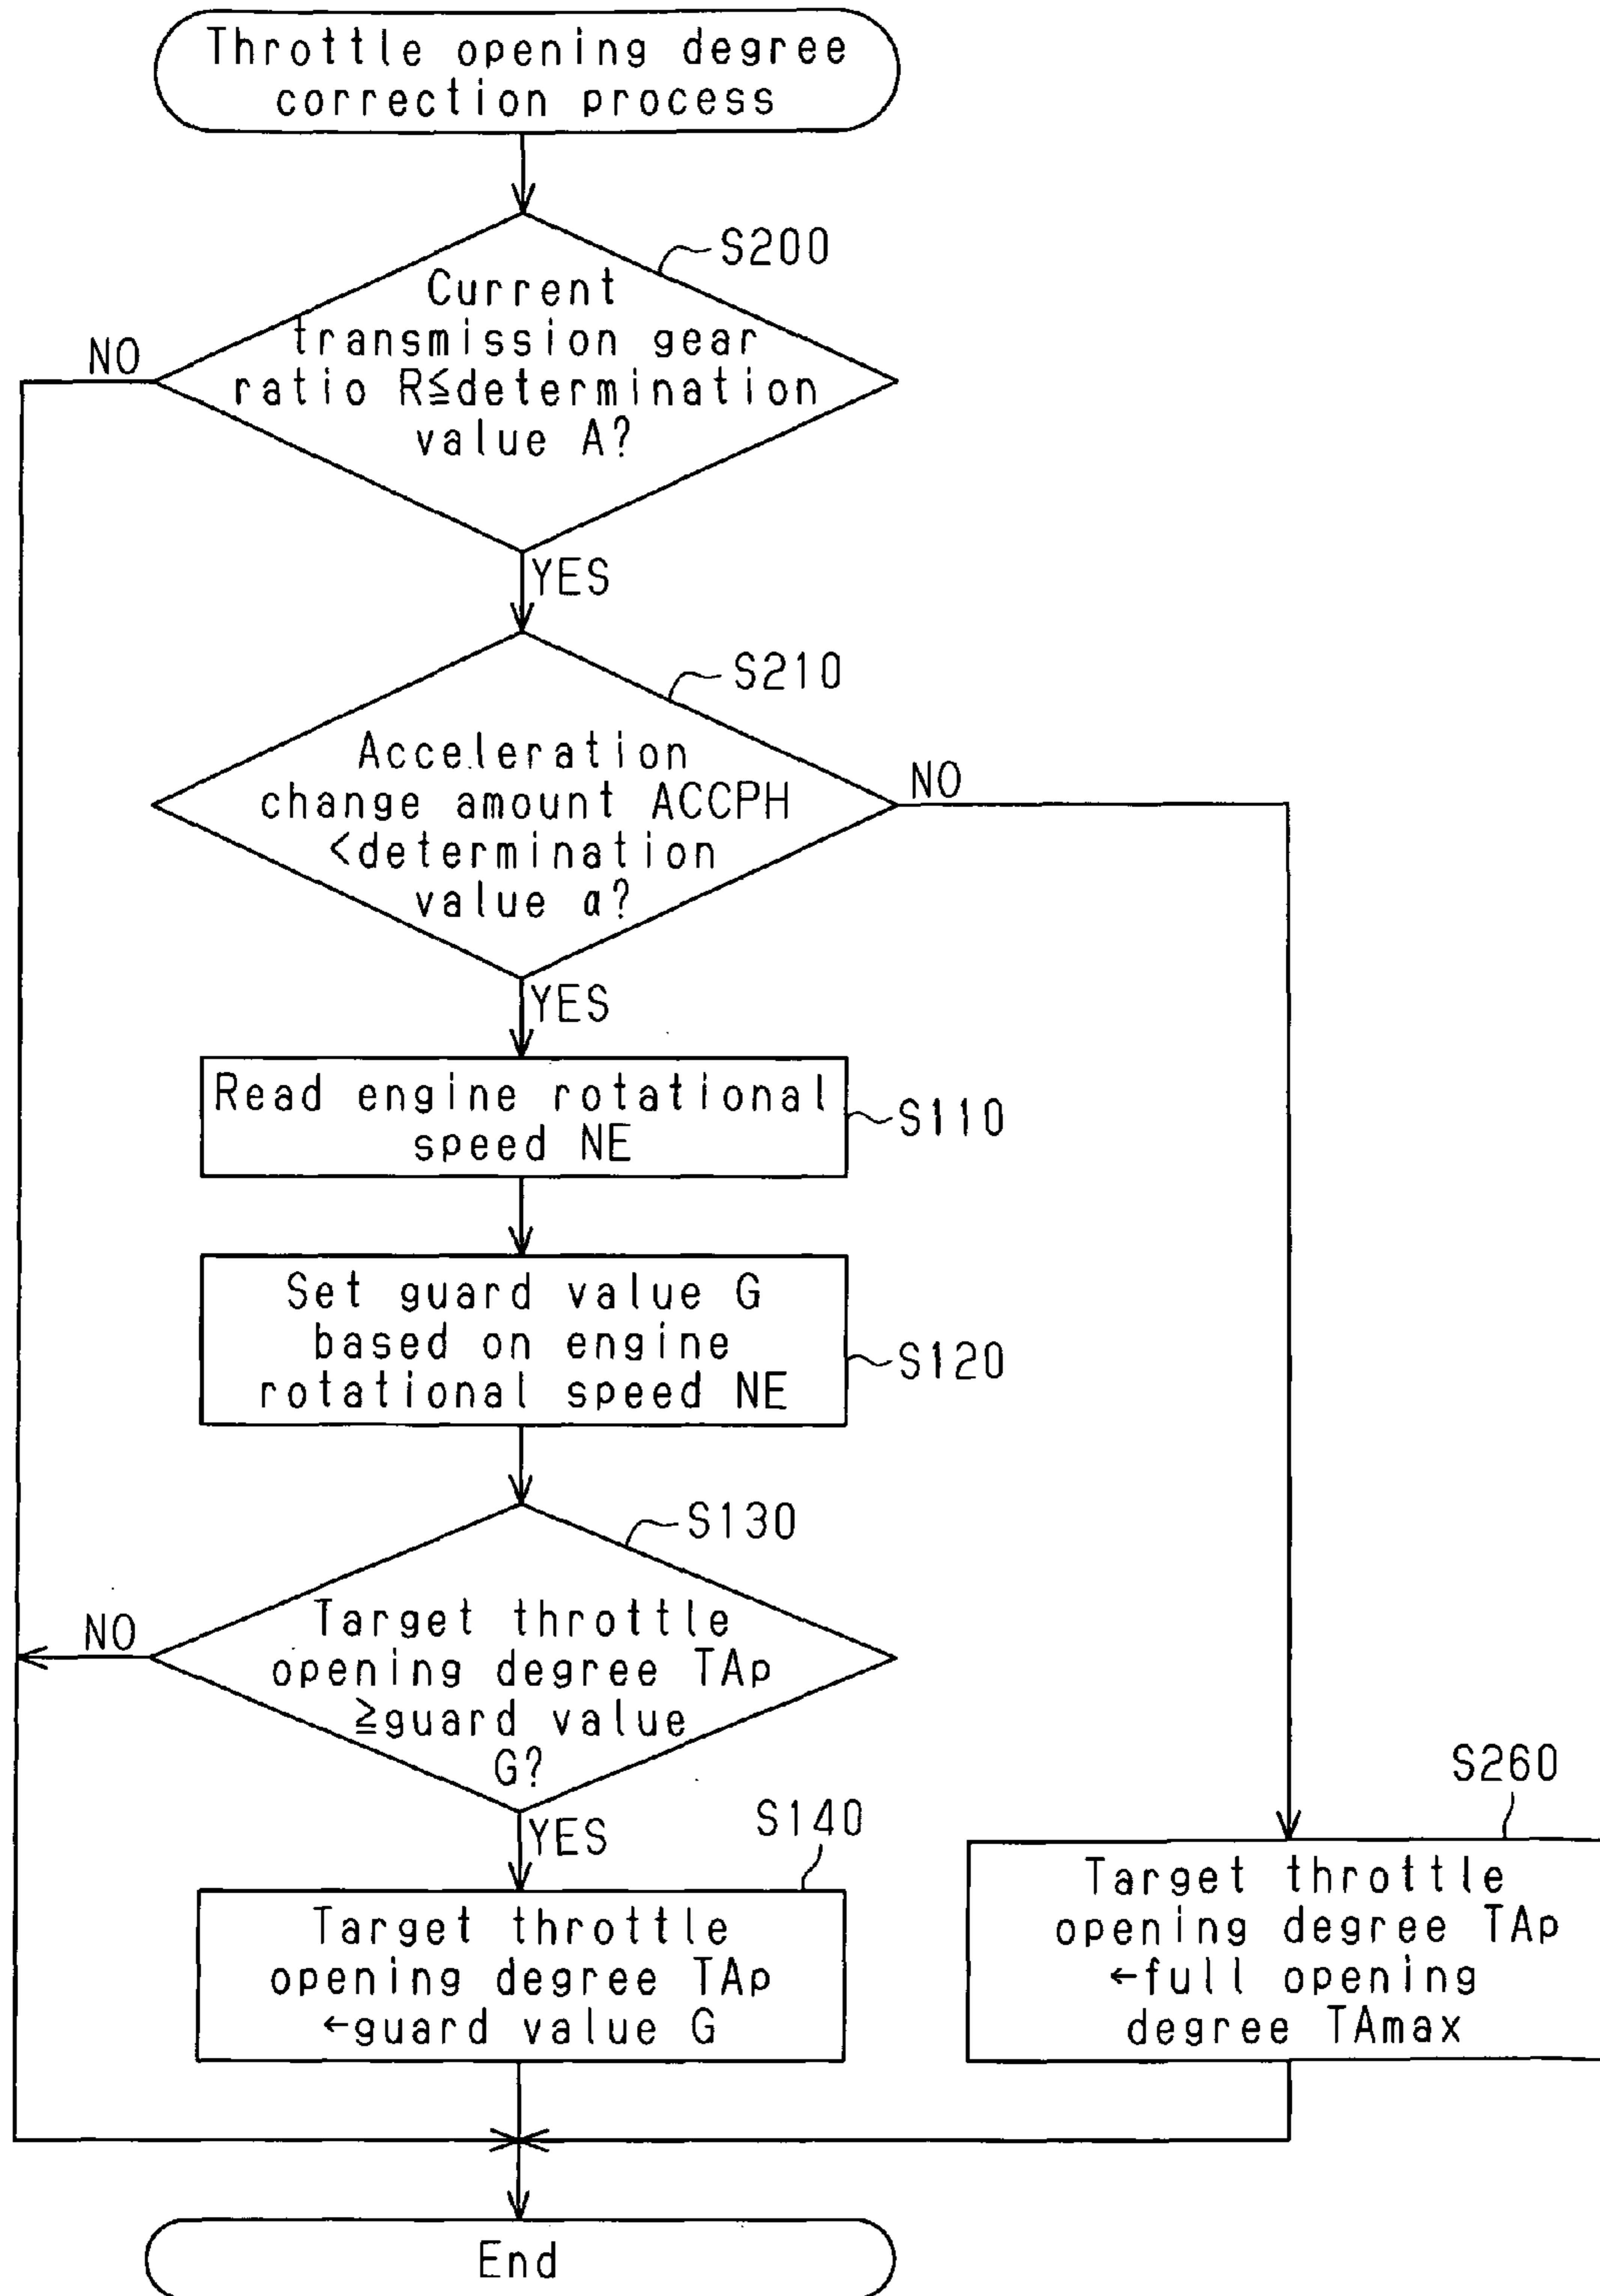 Throttle opening degree
correction process
S200
Current
transmission gear
ratio R≦determination
value A?
NO
YES
S210
Acceleration
change amount ACCPH
<determination
value α?
NO
YES
Read engine rotational
speed NE
S110
Set guard value G
based on engine
rotational speed NE
S120
S130
Target throttle
opening degree TAp
≧guard value
G?
NO
YES
S140
Target throttle
opening degree TAp
←guard value G
S260
Target throttle
opening degree TAp
←full opening
degree TAmax
End